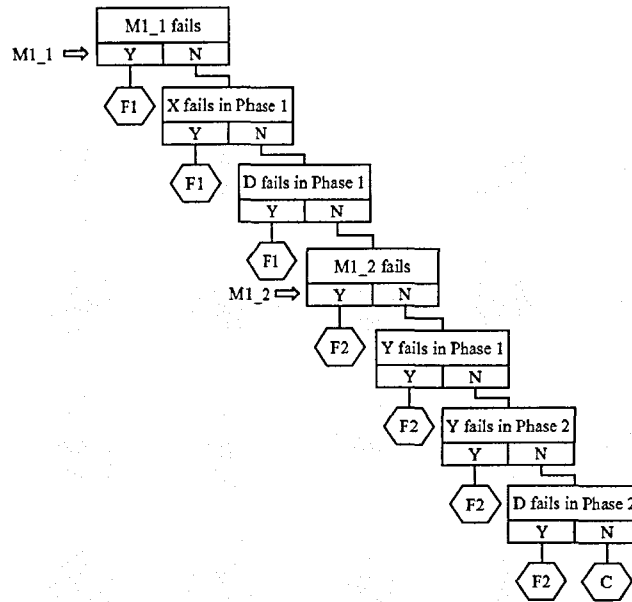 M1_1 fails
M1_1 ⇨ Y N
F1
X fails in Phase 1
Y N
F1
D fails in Phase 1
Y N
F1
M1_2 fails
M1_2 ⇨ Y N
F2
Y fails in Phase 1
Y N
F2
Y fails in Phase 2
Y N
F2
D fails in Phase 2
Y N
F2 C